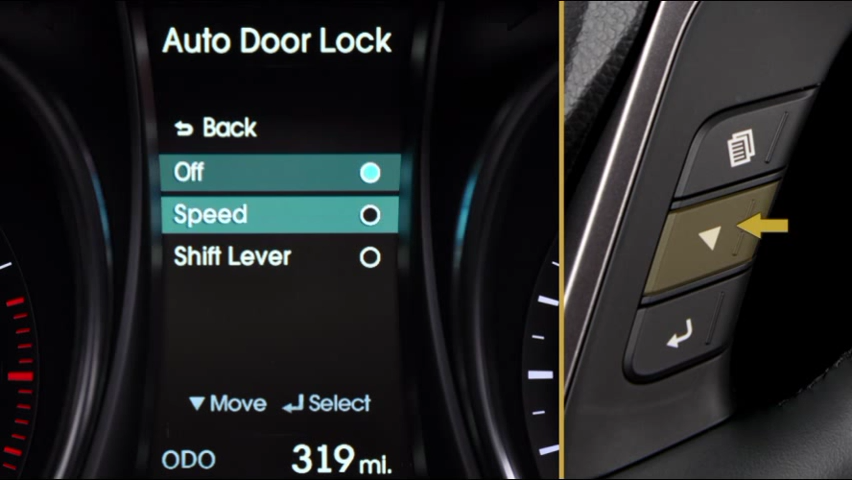 Auto Door Lock
Back
Off
Speed
Shift Lever
Move Select
ODO 319 mi.